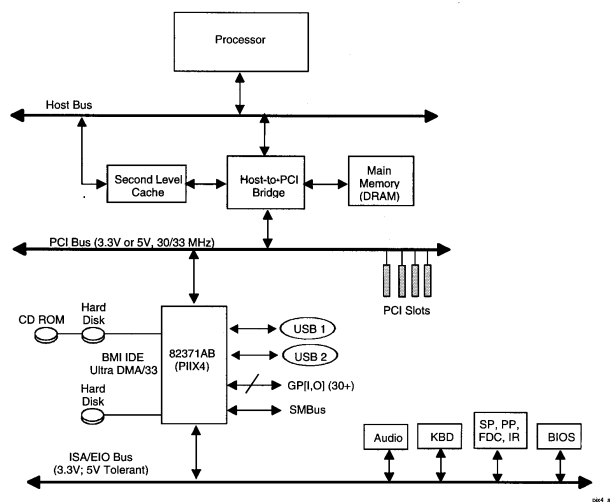 Processor
Host Bus
Second Level
Cache
Host-to-PCI
Bridge
Main
Memory
(DRAM)
PCI Bus (3.3V or 5V, 30/33 MHz)
PCI Slots
CD ROM
Hard
Disk
BMI IDE
Ultra DMA/33
Hard
Disk
82371AB
(PIIX4)
USB 1
USB 2
GP[I,O] (30+)
SMBus
ISA/EIO Bus
(3.3V; 5V Tolerant)
Audio
KBD
SP, PP,
FDC, IR
BIOS